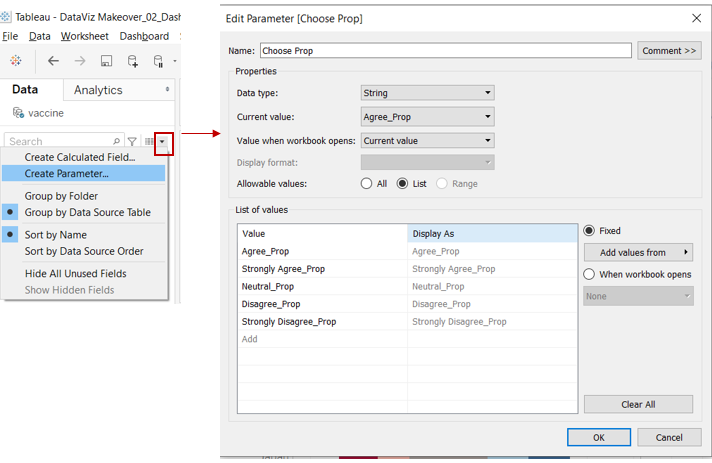 Tableau - DataViz Makeover_02_Dash
File Data Worksheet Dashboard
Data Analytics
vaccine
Search
Create Calculated Field...
Create Parameter...
Group by Folder
Group by Data Source Table
Sort by Name
Sort by Data Source Order
Hide All Unused Fields
Show Hidden Fields
Edit Parameter [Choose Prop]
Name: Choose Prop Comment >>
Properties
Data type: String
Current value: Agree_Prop
Value when workbook opens: Current value
Display format:
Allowable values: All List Range
List of values
Value Display As
Agree_Prop Agree_Prop
Strongly Agree_Prop Strongly Agree_Prop
Neutral_Prop Neutral_Prop
Disagree_Prop Disagree_Prop
Strongly Disagree_Prop Strongly Disagree_Prop
Add
Fixed
Add values from
When workbook opens
None
Clear All
OK Cancel